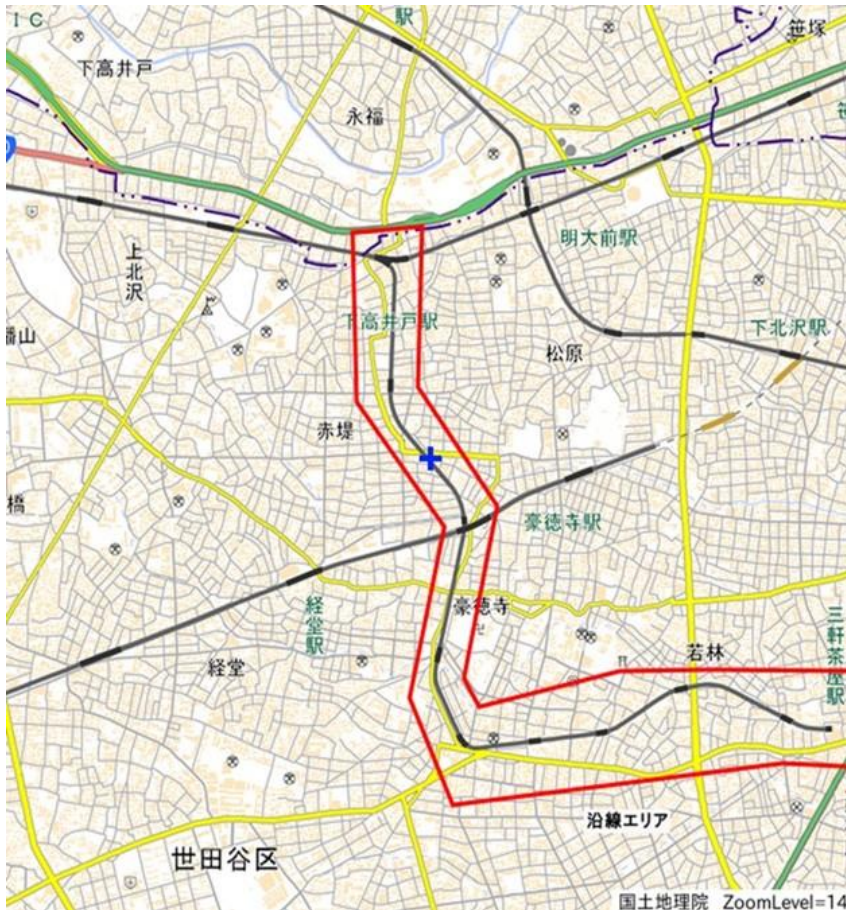 IC
駅
笹塚
下高井戸
永福
笹
上北沢
明大前駅
下高井戸駅
下北沢駅
松原
赤堤
橋
豪徳寺駅
経堂駅
豪徳寺
三軒茶屋駅
若林
経堂
沿線エリア
世田谷区
国土地理院 ZoomLevel=14